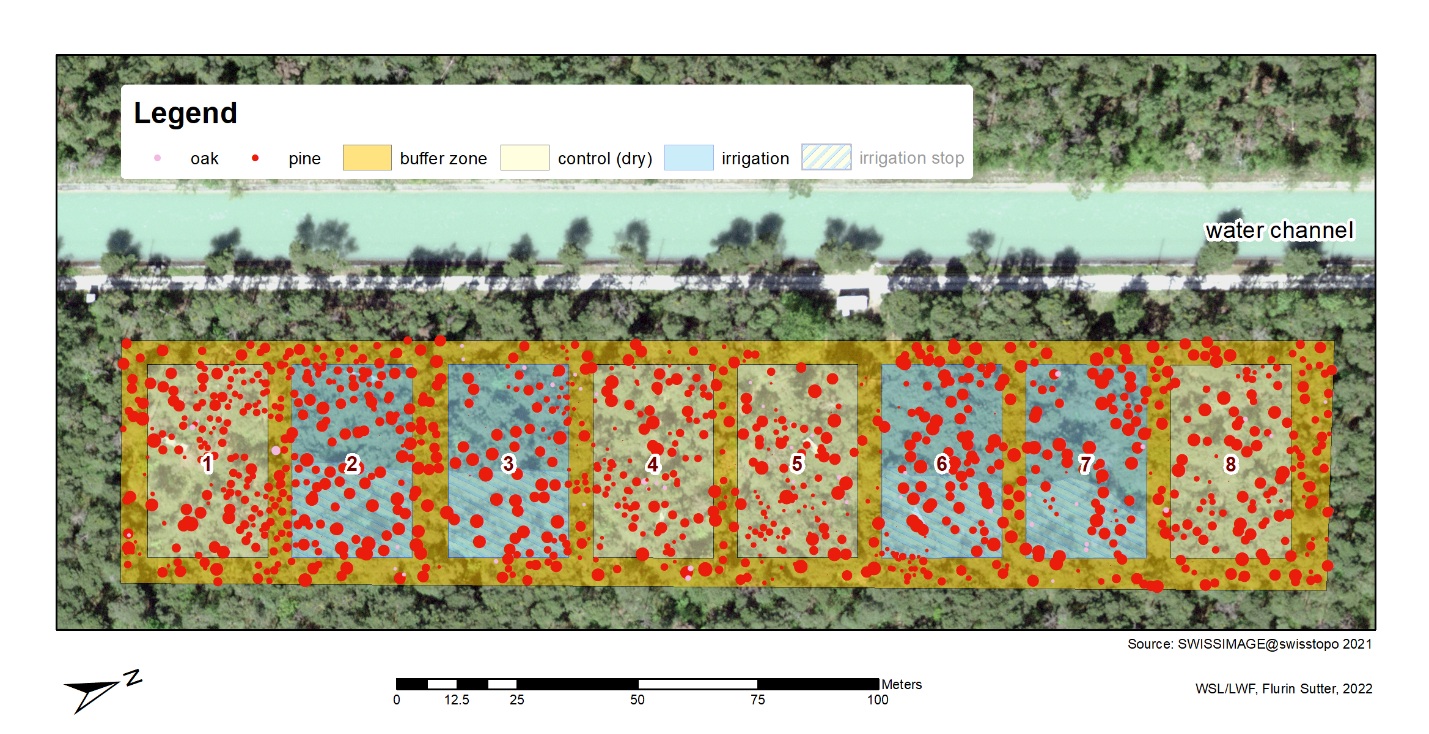 Legend
oak pine buffer zone control (dry) irrigation irrigation stop
water channel
1 2 3 4 5 6 7 8
Source: SWISSIMAGE@swisstopo 2021
N
Meters
0 12.5 25 50 75 100
WSL/LWF, Flurin Sutter, 2022